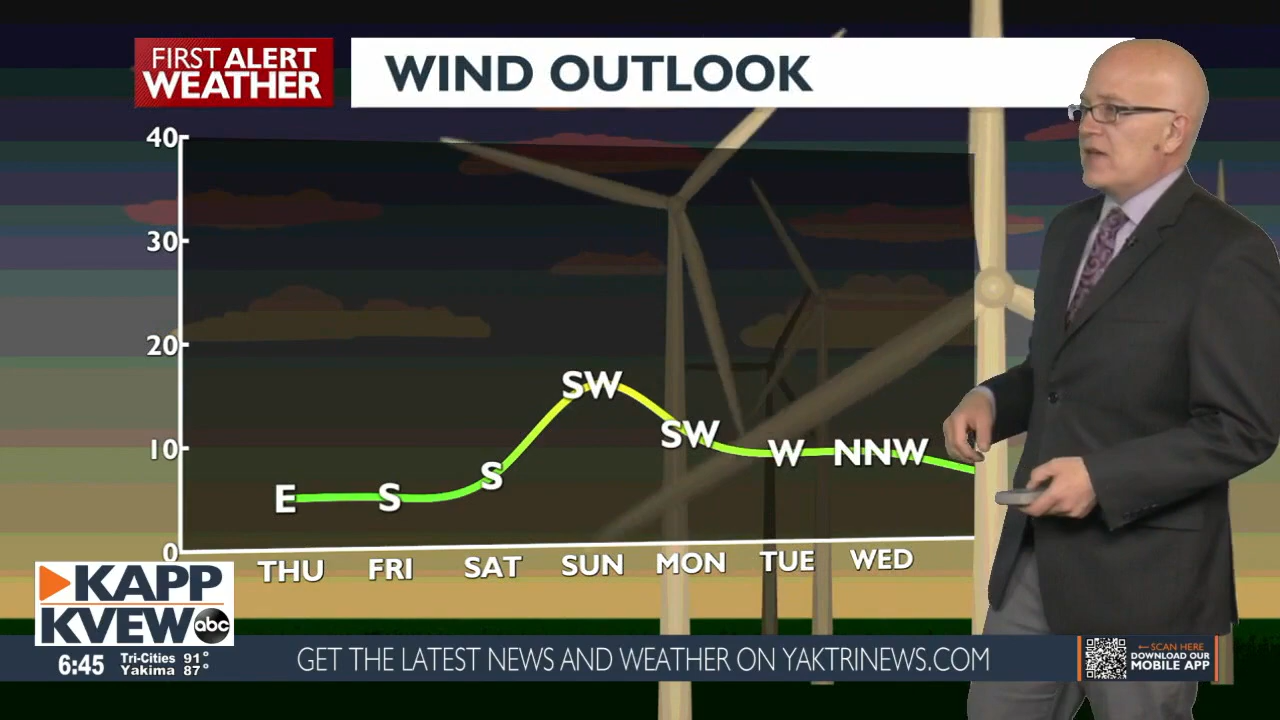 FIRST ALERT
WEATHER
WIND OUTLOOK
40
30
20
10
0
SW
SW
W
NNW
S
E
S
THU
FRI
SAT
SUN
MON
TUE
WED
KAPP
KVEW abc
6:45
Tri-Cities 91°
Yakima 87°
GET THE LATEST NEWS AND WEATHER ON YAKTRINEWS.COM
SCAN HERE
DOWNLOAD OUR
MOBILE APP